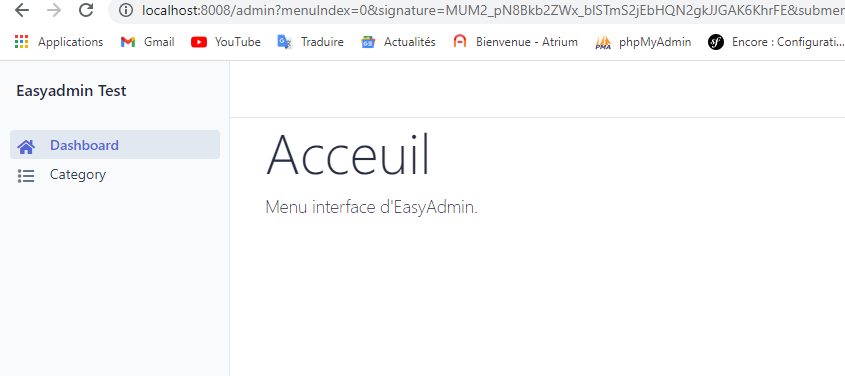 localhost:8008/admin?menuIndex=0&signature=MUM2_pN8Bkb2ZWx_blSTmS2jEbHQN2gkJJGAK6KhrFE&submen
Applications Gmail YouTube Traduire Actualités Bienvenue - Atrium phpMyAdmin Encore : Configurati...
Easyadmin Test
Dashboard
Category
Acceuil
Menu interface d'EasyAdmin.